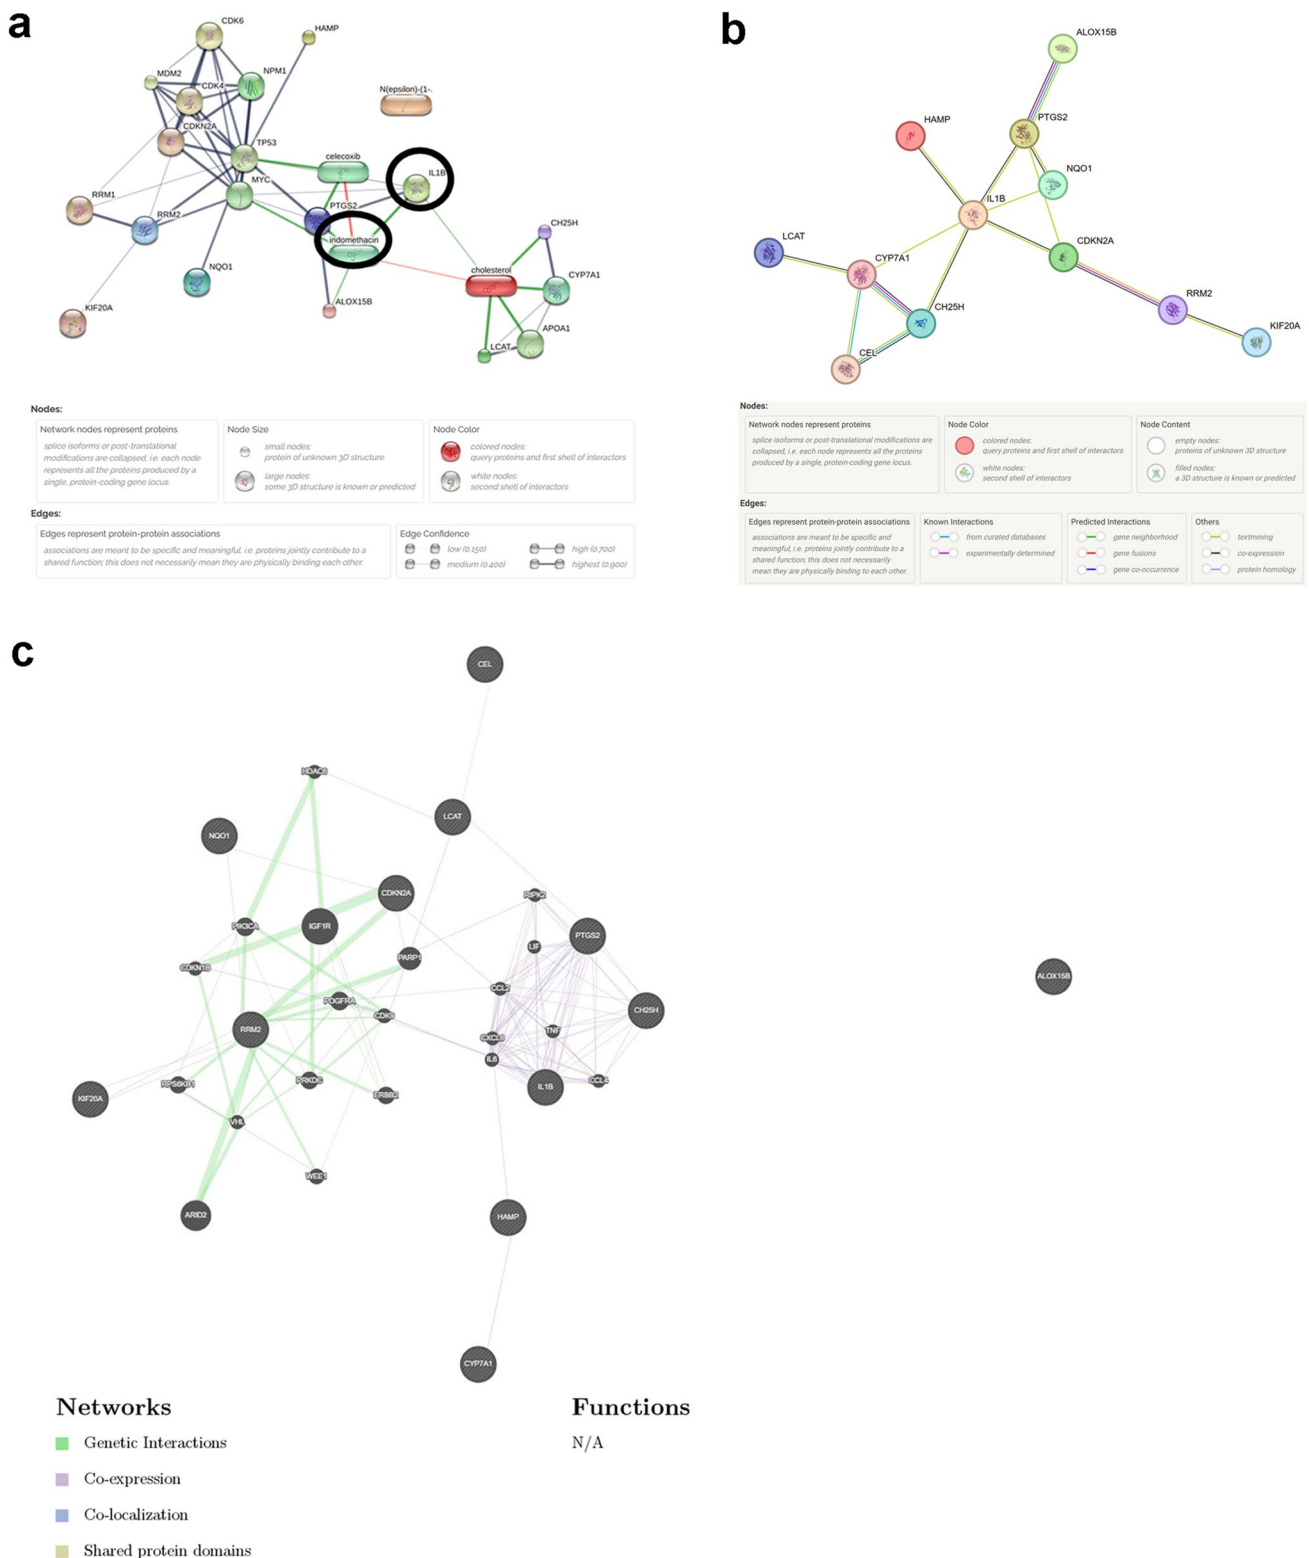 a
CDK6
HAMP
MDM2
NPM1
CDK4
N(epsilon)-(1-.
CDKN2A
TP53
celecoxib
IL1B
MYC
RRM1
PTGS2
RRM2
indomethacin
CH25H
cholesterol
NQO1
CYP7A1
ALOX15B
KIF20A
APOA1
LCAT
Nodes:
Network nodes represent proteins
splice isoforms or post-translational
modifications are collapsed, i.e. each node
represents all the proteins produced by a
single, protein-coding gene locus.
Node Size
small nodes:
protein of unknown 3D structure
large nodes:
some 3D structure is known or predicted
Node Color
colored nodes:
query proteins and first shell of interactors
white nodes:
second shell of interactors
Edges:
Edges represent protein-protein associations
associations are meant to be specific and meaningful, i.e. proteins jointly contribute to a
shared function; this does not necessarily mean they are physically binding each other.
Edge Confidence
low (0.150)
high (0.700)
medium (0.400)
highest (0.900)
b
ALOX15B
HAMP
PTGS2
NQO1
IL1B
LCAT
CYP7A1
CDKN2A
CH25H
RRM2
KIF20A
CEL
Nodes:
Network nodes represent proteins
splice isoforms or post-translational modifications are
collapsed, i.e. each node represents all the proteins
produced by a single, protein-coding gene locus.
Node Color
colored nodes:
query proteins and first shell of interactors
white nodes:
second shell of interactors
Node Content
empty nodes:
proteins of unknown 3D structure
filled nodes:
a 3D structure is known or predicted
Edges:
Edges represent protein-protein associations
associations are meant to be specific and
meaningful, i.e. proteins jointly contribute to a
shared function; this does not necessarily
mean they are physically binding to each other.
Known Interactions
from curated databases
experimentally determined
Predicted Interactions
gene neighborhood
gene fusions
gene co-occurrence
Others
textmining
co-expression
protein homology
c
CEL
HDAC6
LCAT
NQO1
CDKN2A
RIPK2
PIK3CA
IGF1R
PTGS2
LIF
PARP1
CDKN1B
ALOX15B
CCL2
PDGFRA
CH25H
RRM2
TNF
CXCL8
IL6
RPS6KB1
PRKDC
CCL4
IL1B
ERBB2
KIF20A
VHL
WEE1
ARID2
HAMP
CYP7A1
Networks
Genetic Interactions
Co-expression
Co-localization
Shared protein domains
Functions
N/A